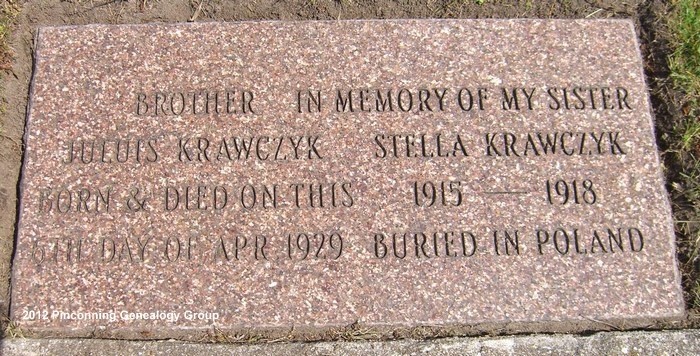 BROTHER
JULUIS KRAWCZYK
BORN & DIED ON THIS
6TH DAY OF APR 1929
IN MEMORY OF MY SISTER
STELLA KRAWCZYK
1915 — 1918
BURIED IN POLAND
2012 Pinconning Genealogy Group